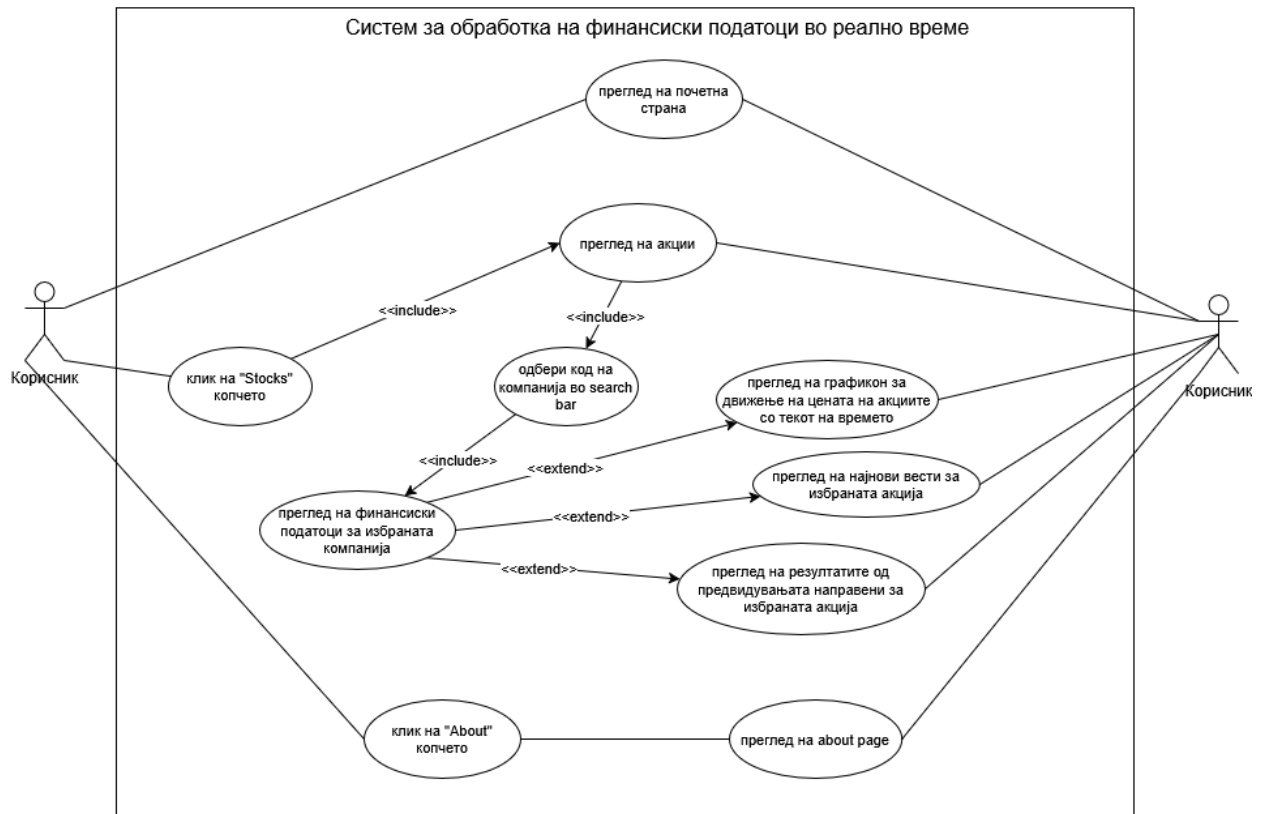 Систем за обработка на финансиски податоци во реално време
преглед на почетна
страна
преглед на акции
<<include>>
<<include>>
Корисник
клик на "Stocks"
копчето
одбери код на
компанија во search
bar
преглед на графикон за
движење на цената на акциите
со текот на времето
Корисник
<<include>>
<<extend>>
преглед на најнови вести за
избраната акција
преглед на финансиски
податоци за избраната
компанија
<<extend>>
<<extend>>
преглед на резултатите од
предвидувањата направени за
избраната акција
клик на "About"
копчето
преглед на about page